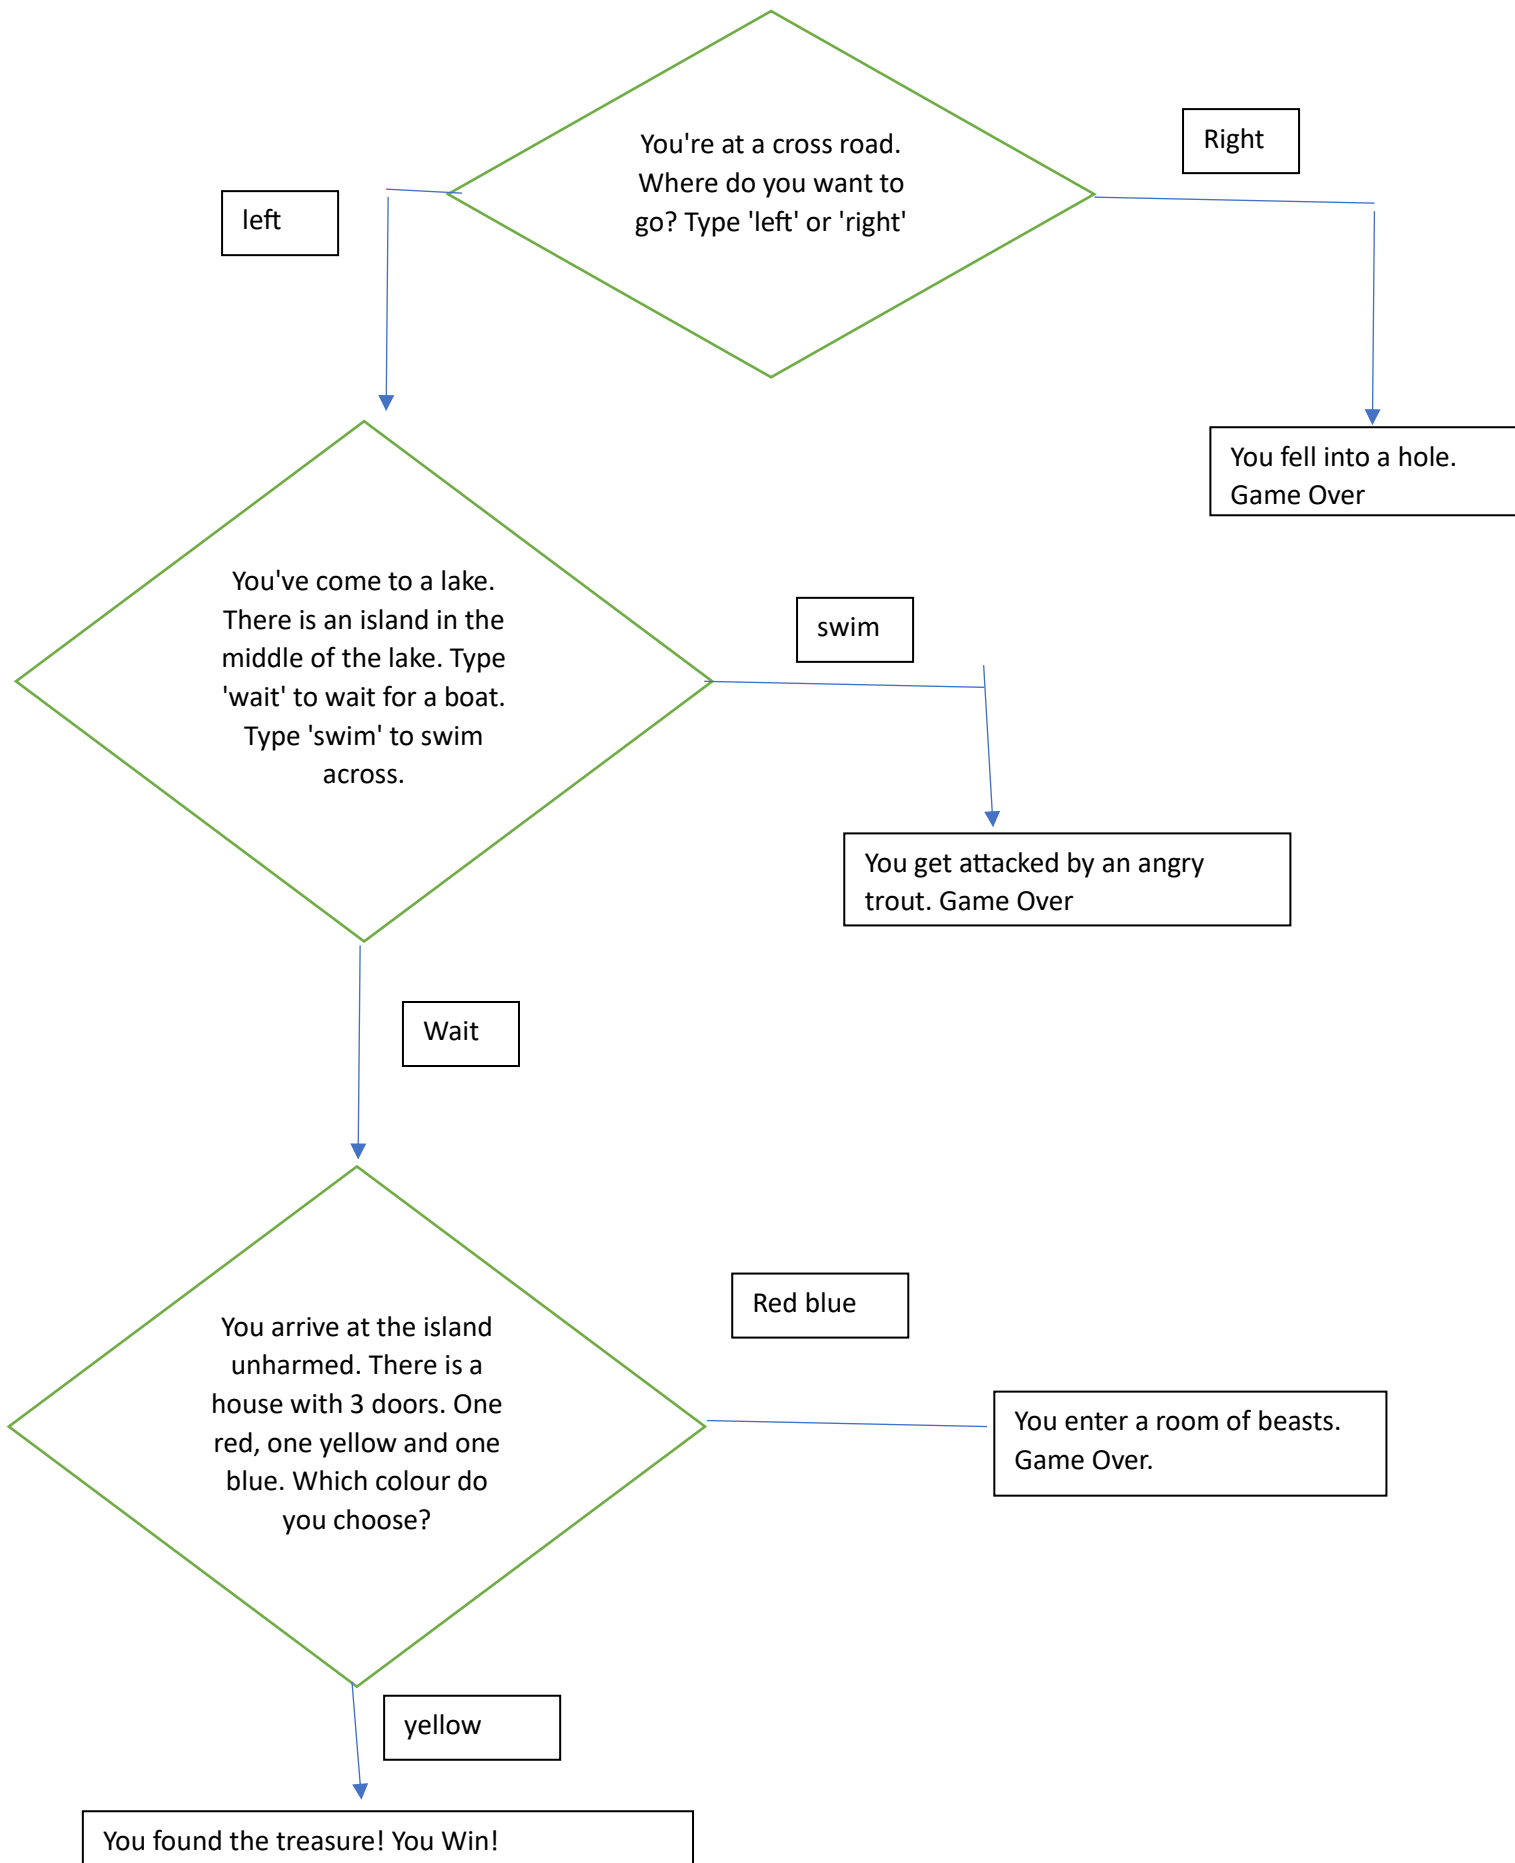 You're at a cross road.
Where do you want to
go? Type 'left' or 'right'
Right
left
You fell into a hole.
Game Over
You've come to a lake.
There is an island in the
middle of the lake. Type
'wait' to wait for a boat.
Type 'swim' to swim
across.
swim
You get attacked by an angry
trout. Game Over
Wait
You arrive at the island
unharmed. There is a
house with 3 doors. One
red, one yellow and one
blue. Which colour do
you choose?
Red blue
You enter a room of beasts.
Game Over.
yellow
You found the treasure! You Win!